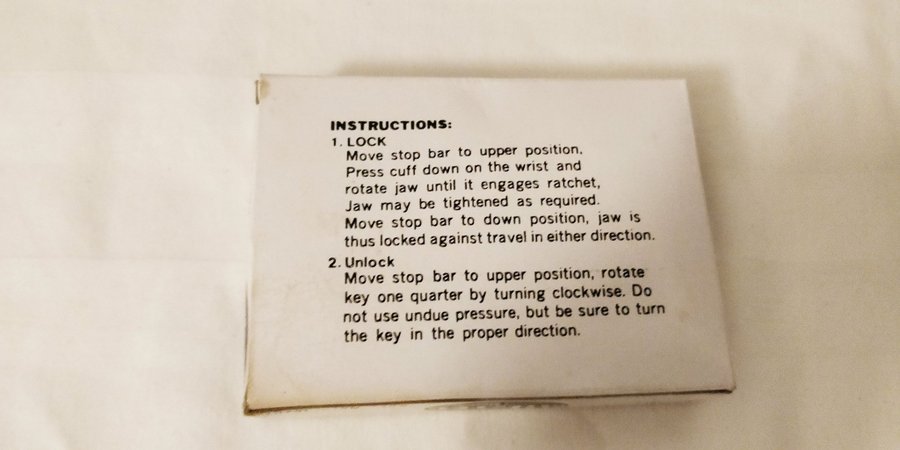 INSTRUCTIONS:
1. LOCK
Move stop bar to upper position.
Press cuff down on the wrist and
rotate jaw until it engages ratchet,
Jaw may be tightened as required.
Move stop bar to down position, jaw is
thus locked against travel in either direction.
2. Unlock
Move stop bar to upper position, rotate
key one quarter by turning clockwise. Do
not use undue pressure, but be sure to turn
the key in the proper direction.